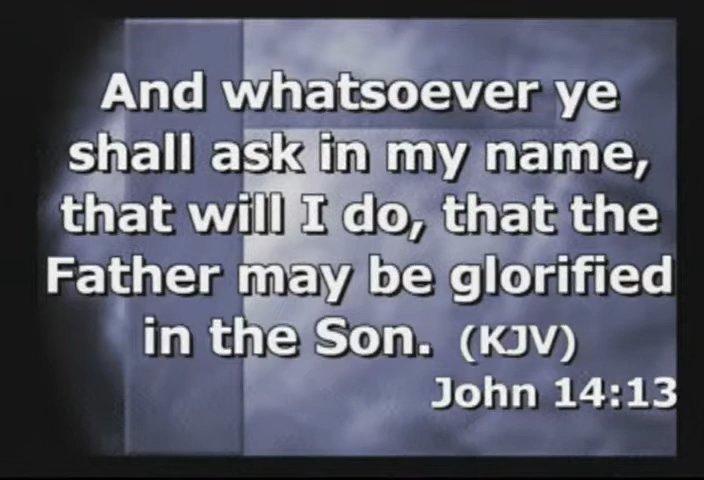 And whatsoever ye
shall ask in my name,
that will I do, that the
Father may be glorified
in the Son. (KJV)
John 14:13